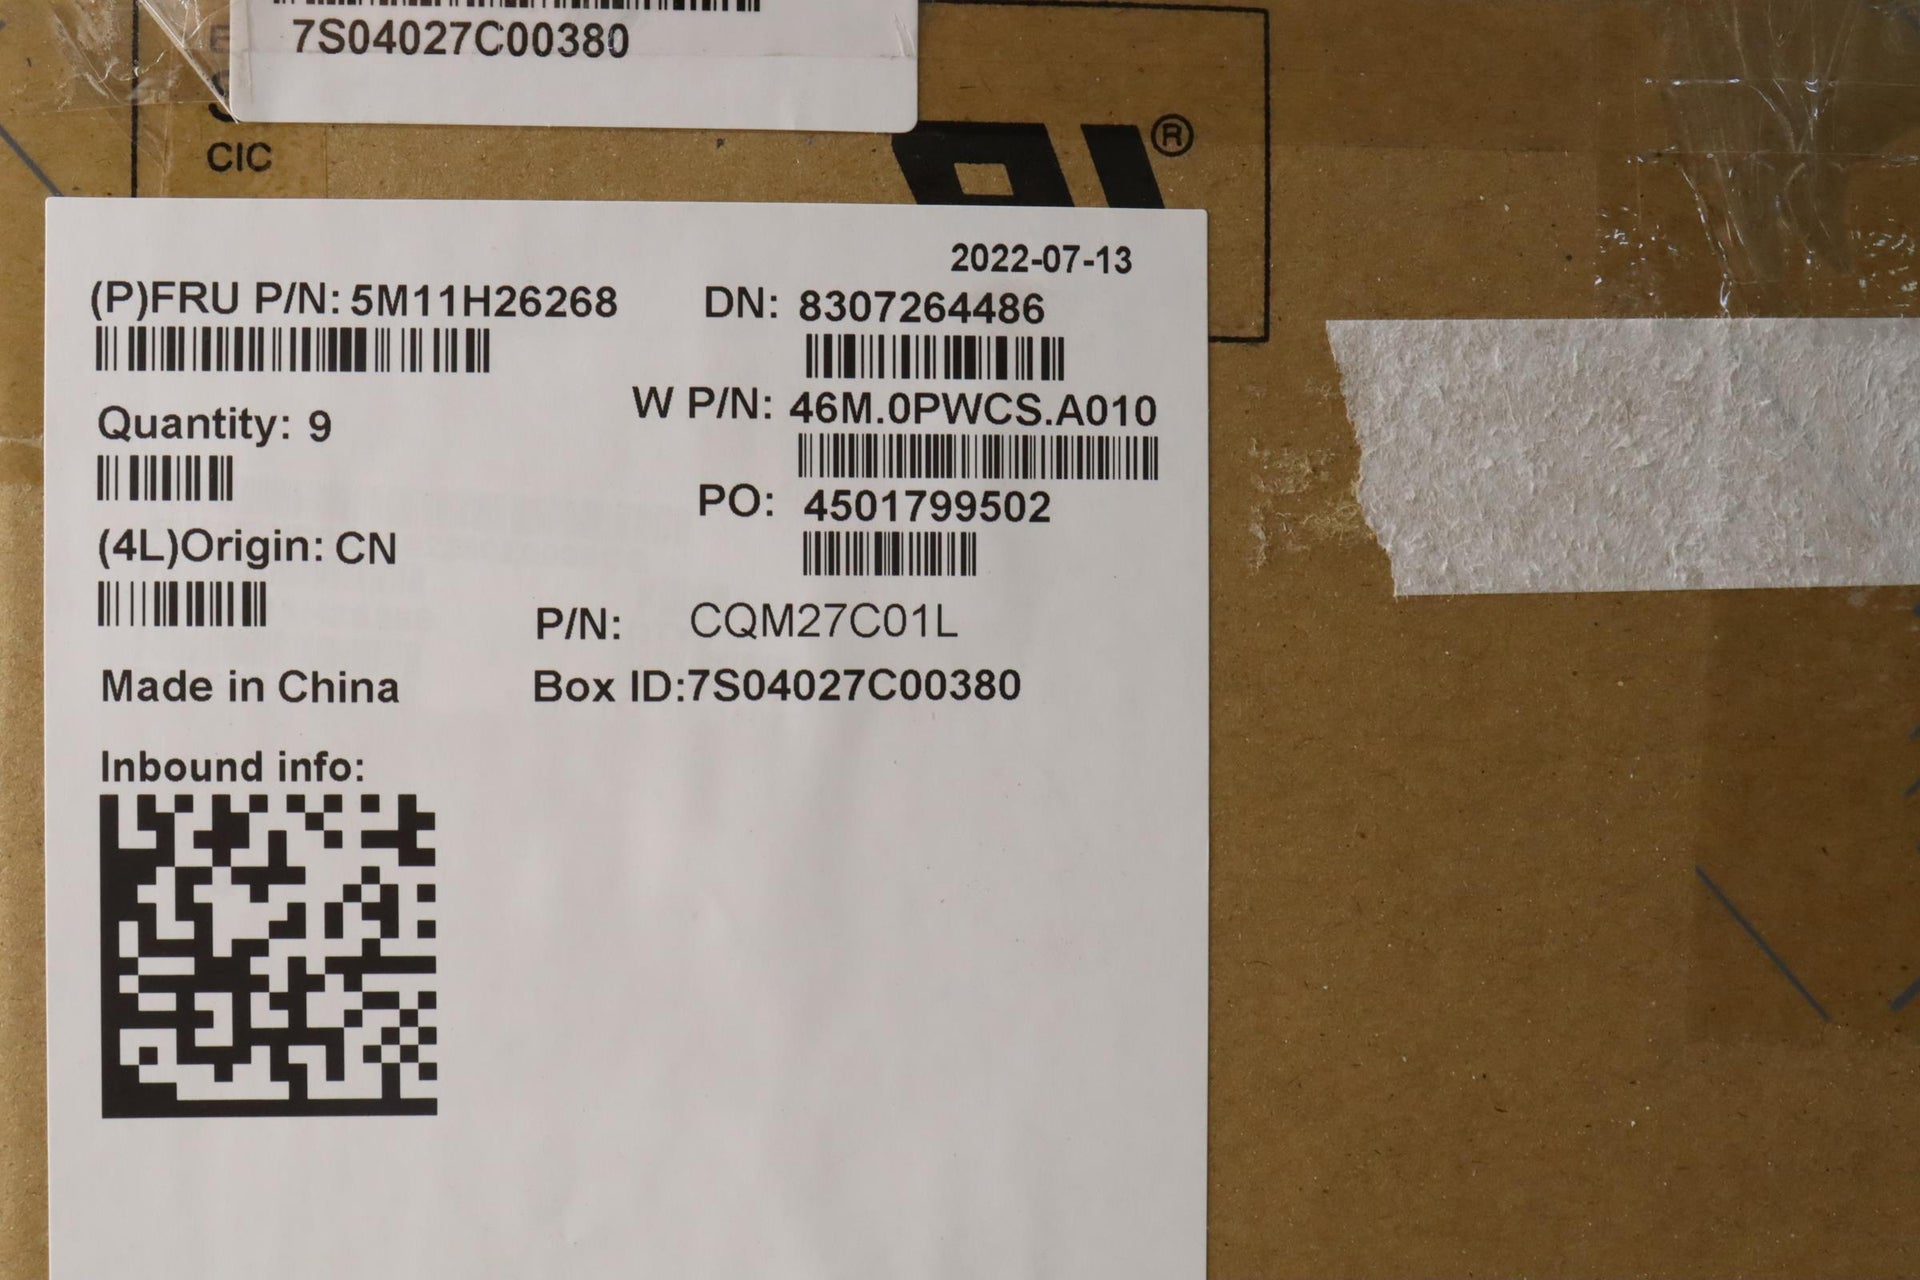 7S04027C00380
CIC
®
2022-07-13
(P)FRU P/N: 5M11H26268
DN: 8307264486
W P/N: 46M.0PWCS.A010
Quantity: 9
PO: 4501799502
(4L)Origin: CN
P/N: CQM27C01L
Made in China
Box ID:7S04027C00380
Inbound info: